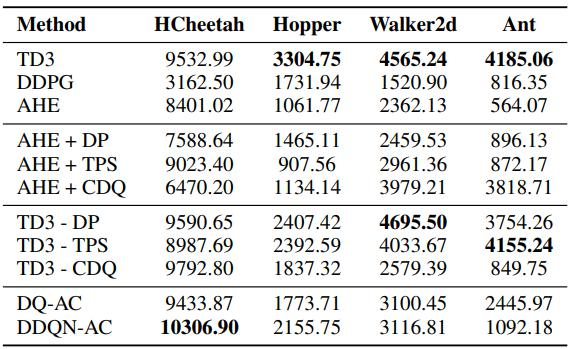 Method HCheetah Hopper Walker2d Ant
TD3 9532.99 3304.75 4565.24 4185.06
DDPG 3162.50 1731.94 1520.90 816.35
AHE 8401.02 1061.77 2362.13 564.07
AHE + DP 7588.64 1465.11 2459.53 896.13
AHE + TPS 9023.40 907.56 2961.36 872.17
AHE + CDQ 6470.20 1134.14 3979.21 3818.71
TD3 - DP 9590.65 2407.42 4695.50 3754.26
TD3 - TPS 8987.69 2392.59 4033.67 4155.24
TD3 - CDQ 9792.80 1837.32 2579.39 849.75
DQ-AC 9433.87 1773.71 3100.45 2445.97
DDQN-AC 10306.90 2155.75 3116.81 1092.18